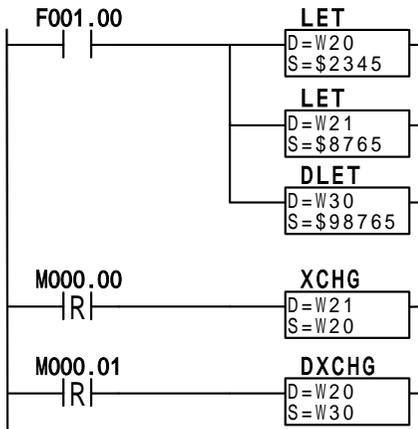 F001.00
LET
D=W20
S=$2345
LET
D=W21
S=$8765
DLET
D=W30
S=$98765
M000.00
R
XCHG
D=W21
S=W20
M000.01
R
DXCHG
D=W20
S=W30